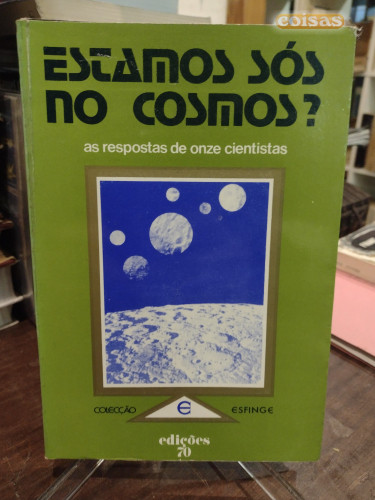 coisas
ESTAMOS SÓS
NO COSMOS?
as respostas de onze cientistas
COLECÇÃO e ESFINGE
edições
70